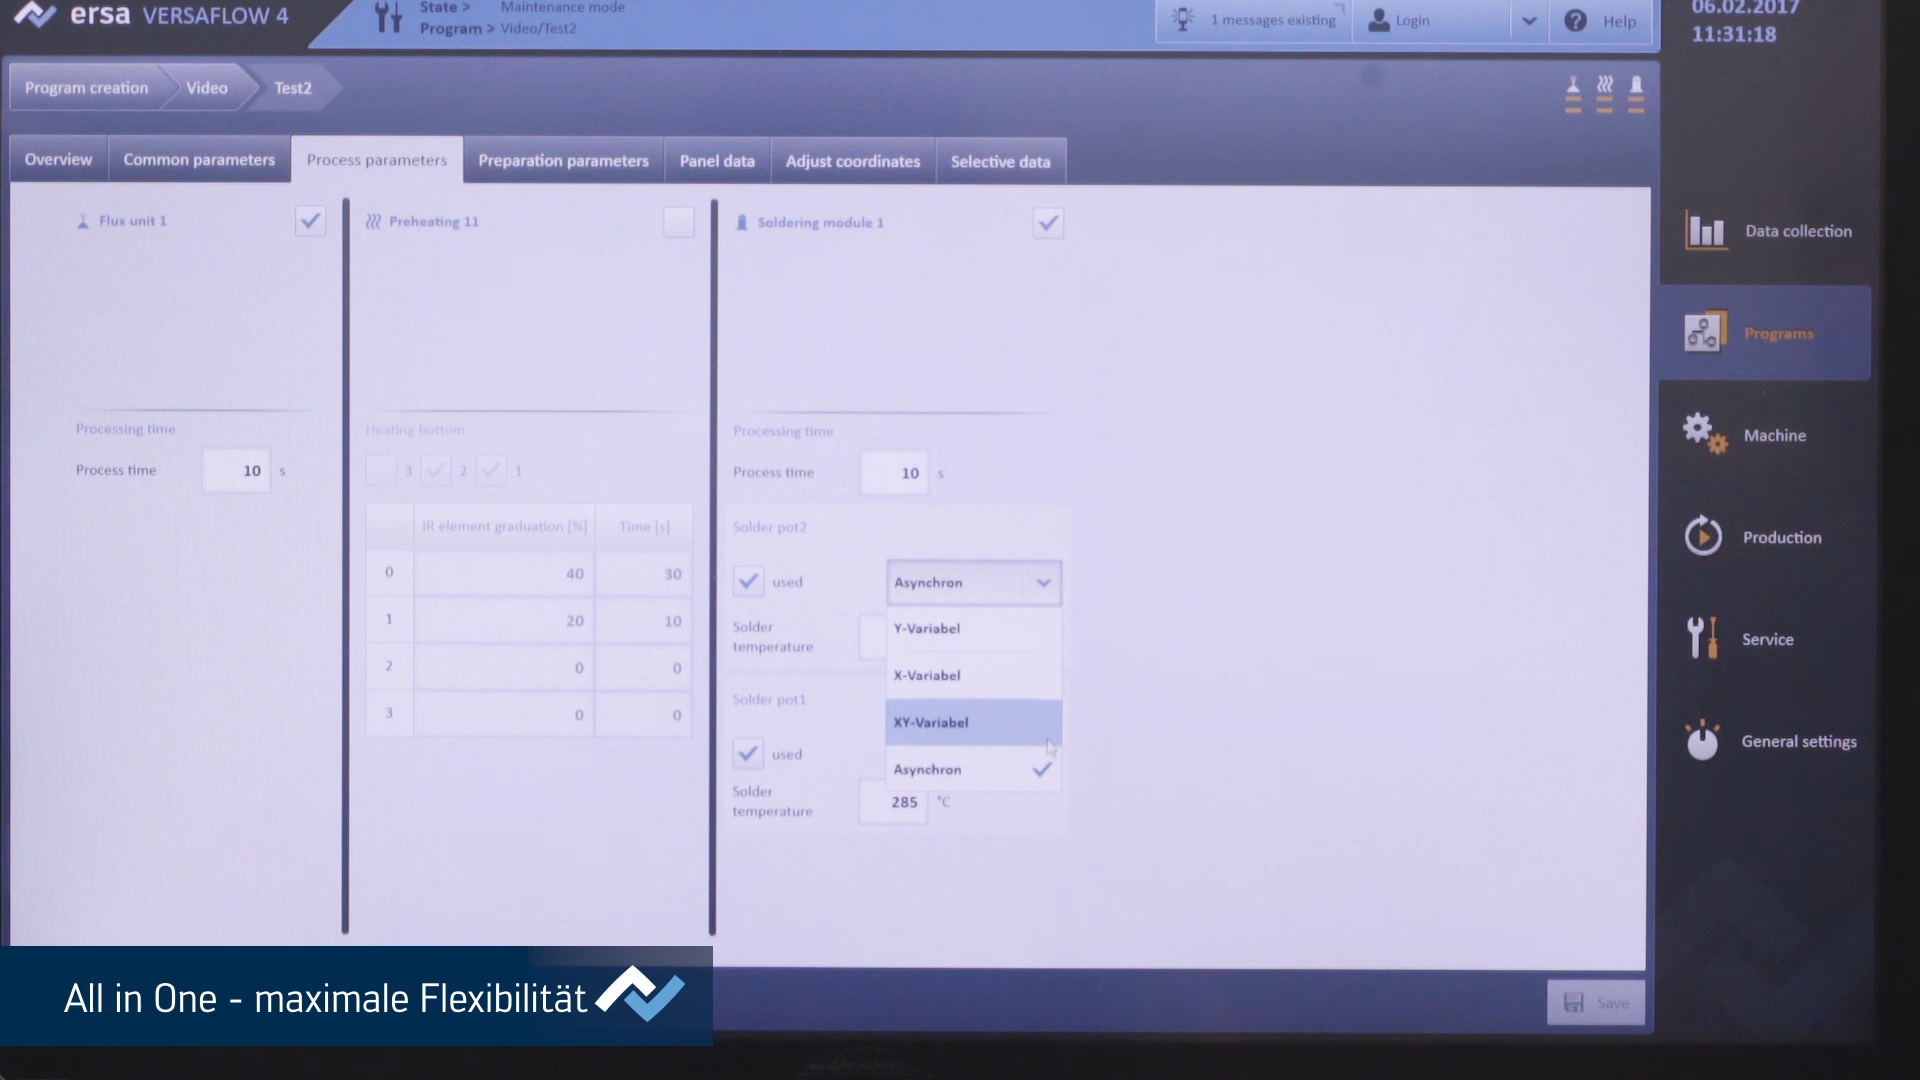 ersa VERSAFLOW 4
State > Maintenance mode
Program > Video/Test2
1 messages existing
Login
Help
06.02.2017
11:31:18
Program creation
Video
Test2
Overview
Common parameters
Process parameters
Preparation parameters
Panel data
Adjust coordinates
Selective data
Flux unit 1
Preheating 11
Soldering module 1
Processing time
Process time 10 s
Heating bottom
3 2 1
IR element graduation [%] Time [s]
0 40 30
1 20 10
2 0 0
3 0 0
Processing time
Process time 10 s
Solder pot2
used
Asynchron
Y-Variabel
X-Variabel
XY-Variabel
Asynchron
Solder
temperature
Solder pot1
used
Solder
temperature
285 °C
Data collection
Programs
Machine
Production
Service
General settings
Save
All in One - maximale Flexibilität